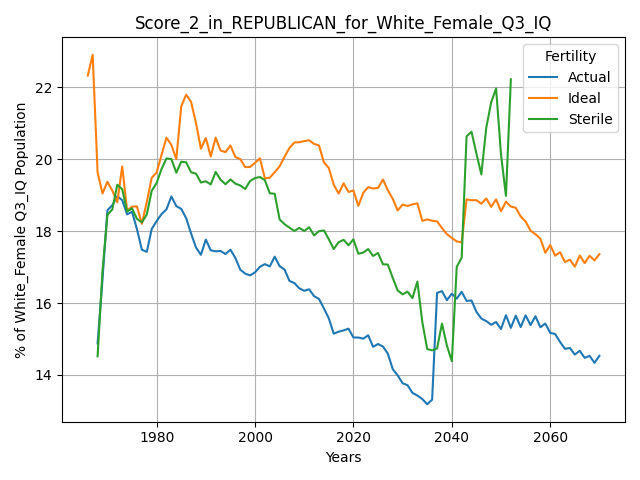 Score_2_in_REPUBLICAN_for_White_Female_Q3_IQ
% of White_Female Q3_IQ Population
22
20
18
16
14
1980
2000
2020
2040
2060
Years
Fertility
Actual
Ideal
Sterile